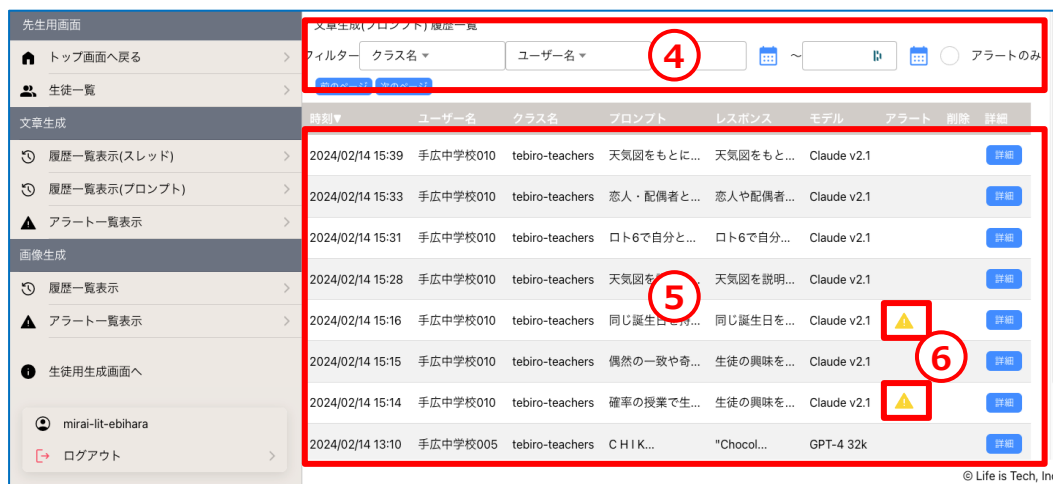 先生用画面
トップ画面へ戻る
生徒一覧
文章生成
履歴一覧表示(スレッド)
履歴一覧表示(プロンプト)
アラート一覧表示
画像生成
履歴一覧表示
アラート一覧表示
生徒用生成画面へ
mirai-lit-ebihara
ログアウト
文章生成(プロンプト) 履歴一覧
フィルター クラス名 ユーザー名 ④ ~ アラートのみ
前のページ 次のページ
時刻▼ ユーザー名 クラス名 プロンプト レスポンス モデル アラート 削除 詳細
2024/02/14 15:39 手広中学校010 tebiro-teachers 天気図をもとに... 天気図をもと... Claude v2.1 詳細
2024/02/14 15:33 手広中学校010 tebiro-teachers 恋人・配偶者と... 恋人や配偶者... Claude v2.1 詳細
2024/02/14 15:31 手広中学校010 tebiro-teachers ロト6で自分と... ロト6で自分... Claude v2.1 詳細
2024/02/14 15:28 手広中学校010 tebiro-teachers 天気図を 天気図を説明... Claude v2.1 詳細
⑤
2024/02/14 15:16 手広中学校010 tebiro-teachers 同じ誕生日を持... 同じ誕生日を... Claude v2.1 詳細
⑥
2024/02/14 15:15 手広中学校010 tebiro-teachers 偶然の一致や奇... 生徒の興味を... Claude v2.1 詳細
2024/02/14 15:14 手広中学校010 tebiro-teachers 確率の授業で生... 生徒の興味を... Claude v2.1 詳細
2024/02/14 13:10 手広中学校005 tebiro-teachers C H I K... "Chocol... GPT-4 32k 詳細
© Life is Tech, Inc